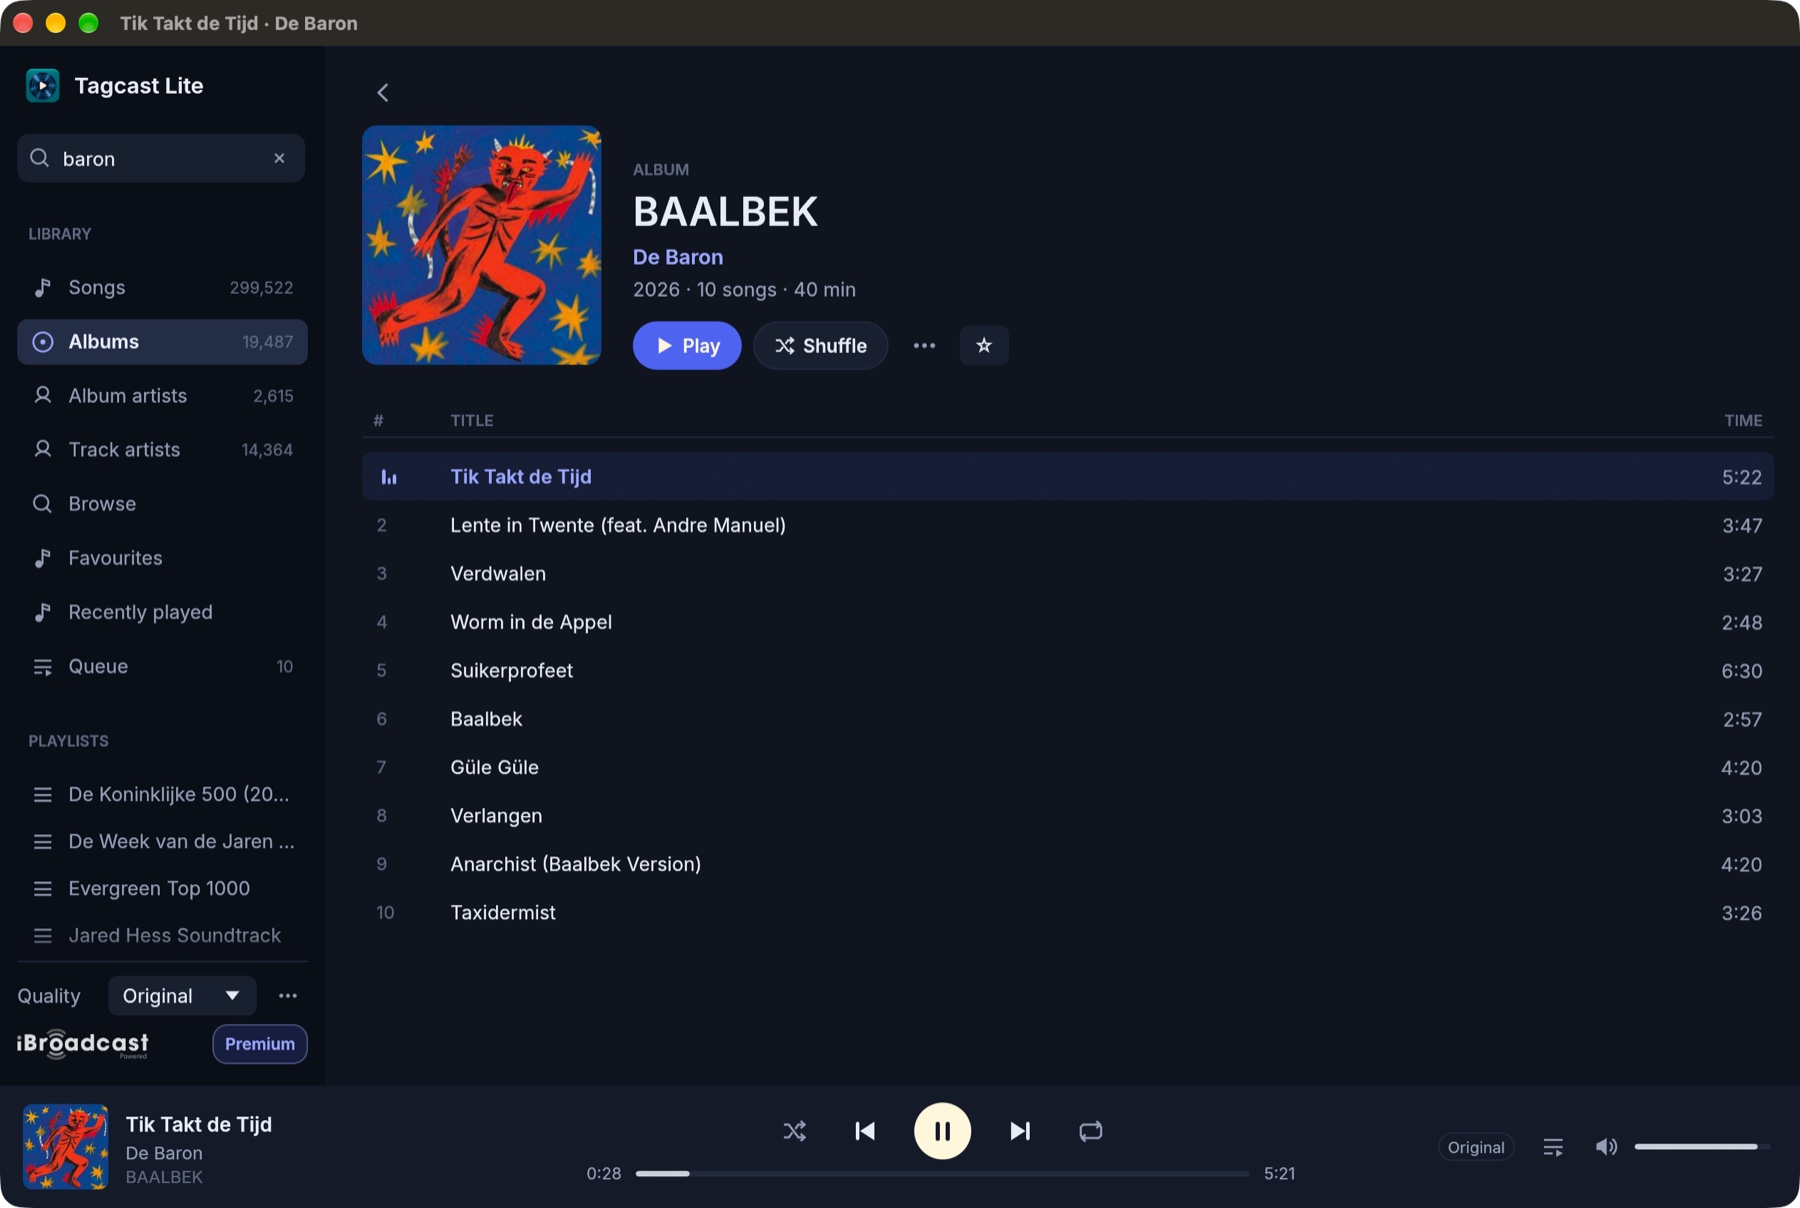 Tik Takt de Tijd · De Baron
Tagcast Lite
baron
LIBRARY
Songs 299,522
Albums 19,487
Album artists 2,615
Track artists 14,364
Browse
Favourites
Recently played
Queue 10
PLAYLISTS
De Koninklijke 500 (20...
De Week van de Jaren ...
Evergreen Top 1000
Jared Hess Soundtrack
Quality Original
iBroadcast
Powered
Premium
ALBUM
BAALBEK
De Baron
2026 · 10 songs · 40 min
Play Shuffle
# TITLE TIME
Tik Takt de Tijd 5:22
2 Lente in Twente (feat. Andre Manuel) 3:47
3 Verdwalen 3:27
4 Worm in de Appel 2:48
5 Suikerprofeet 6:30
6 Baalbek 2:57
7 Güle Güle 4:20
8 Verlangen 3:03
9 Anarchist (Baalbek Version) 4:20
10 Taxidermist 3:26
Tik Takt de Tijd
De Baron
BAALBEK
0:28 5:21
Original